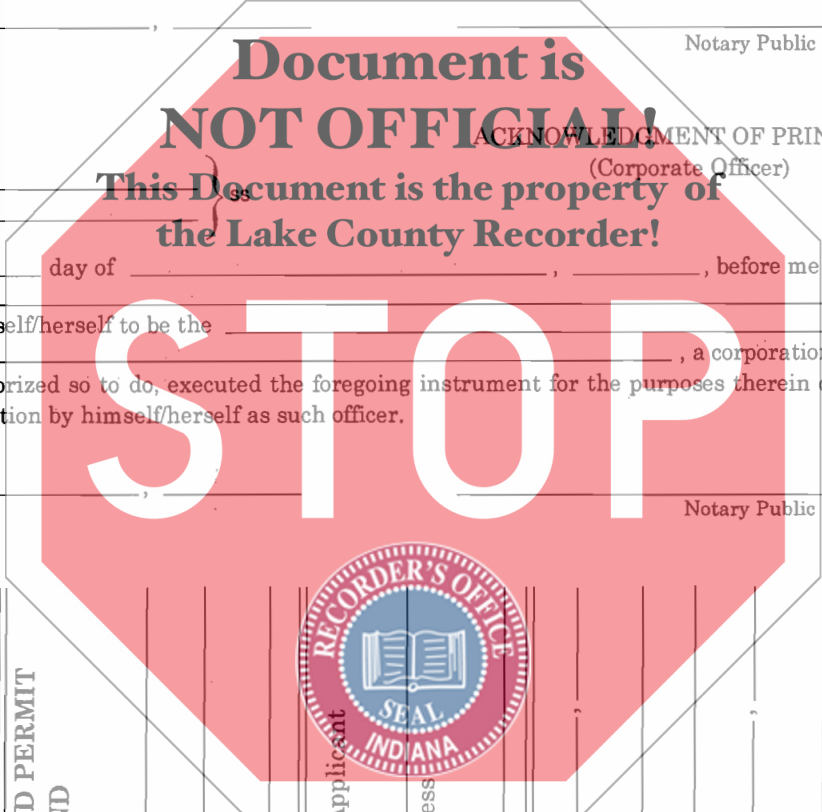 Notary Public
Document is
NOT OFFICIAL!
ACKNOWLEDGMENT OF PRIN
(Corporate Officer)
This Document is the property of
ss
the Lake County Recorder!
day of , , before me
self/herself to be the
, a corporation
rized so to do, executed the foregoing instrument for the purposes therein
tion by himself/herself as such officer.
STOP
Notary Public
RECORDER'S OFFICE
SEAL
INDIANA
D PERMIT
ND
Applicant
ess